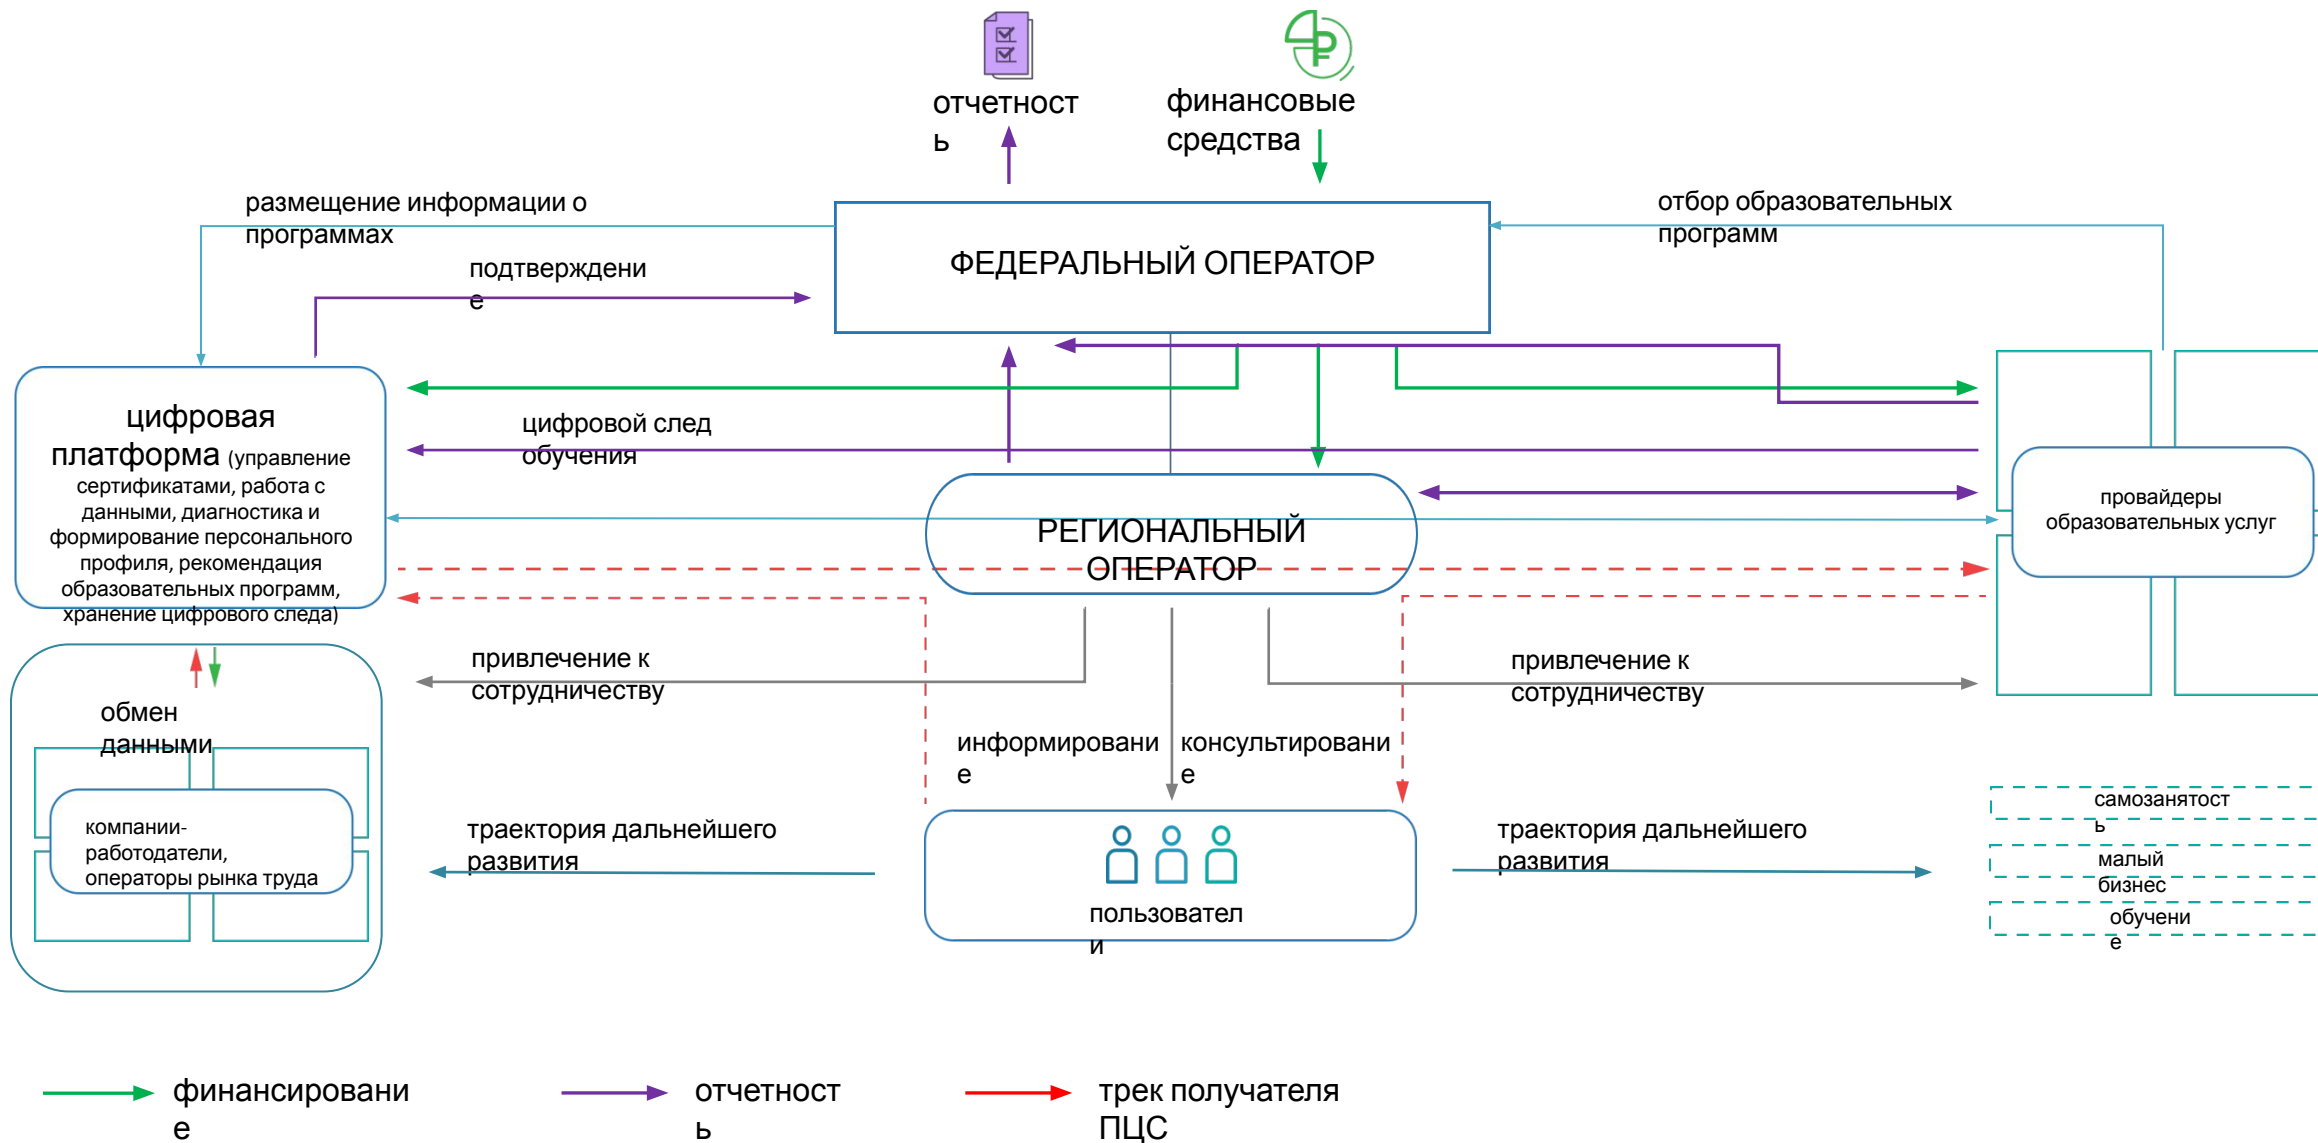 отчетност
ь
финансовые
средства
размещение информации о
программах
отбор образовательных
программ
подтверждени
е
ФЕДЕРАЛЬНЫЙ ОПЕРАТОР
цифровая
платформа (управление
сертификатами, работа с
данными, диагностика и
формирование персонального
профиля, рекомендация
образовательных программ,
хранение цифрового следа)
цифровой след
обучения
РЕГИОНАЛЬНЫЙ
ОПЕРАТОР
провайдеры
образовательных услуг
привлечение к
сотрудничеству
привлечение к
сотрудничеству
обмен
данными
информировани
е
консультировани
е
компании-
работодатели,
операторы рынка труда
траектория дальнейшего
развития
пользовател
и
траектория дальнейшего
развития
самозанятост
ь
малый
бизнес
обучени
е
финансировани
е
отчетност
ь
трек получателя
ПЦС